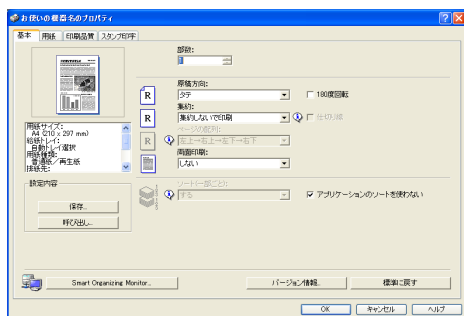 お使いの機器名のプロパティ
基本
用紙
印刷品質
スタンプ印字
部数:
1
原稿方向:
タテ
180度回転
集約:
集約しないで印刷
仕切り線
ページの配列:
左上→右上→左下→右下
両面印刷:
しない
用紙サイズ:
A4 (210 x 297 mm)
給紙トレイ:
自動トレイ選択
用紙種類:
普通紙/再生紙
排紙先:
設定内容
保存...
呼び出し...
ソート(一部ごと):
する
アプリケーションのソートを使わない
Smart Organizing Monitor...
バージョン情報...
標準に戻す
OK
キャンセル
ヘルプ